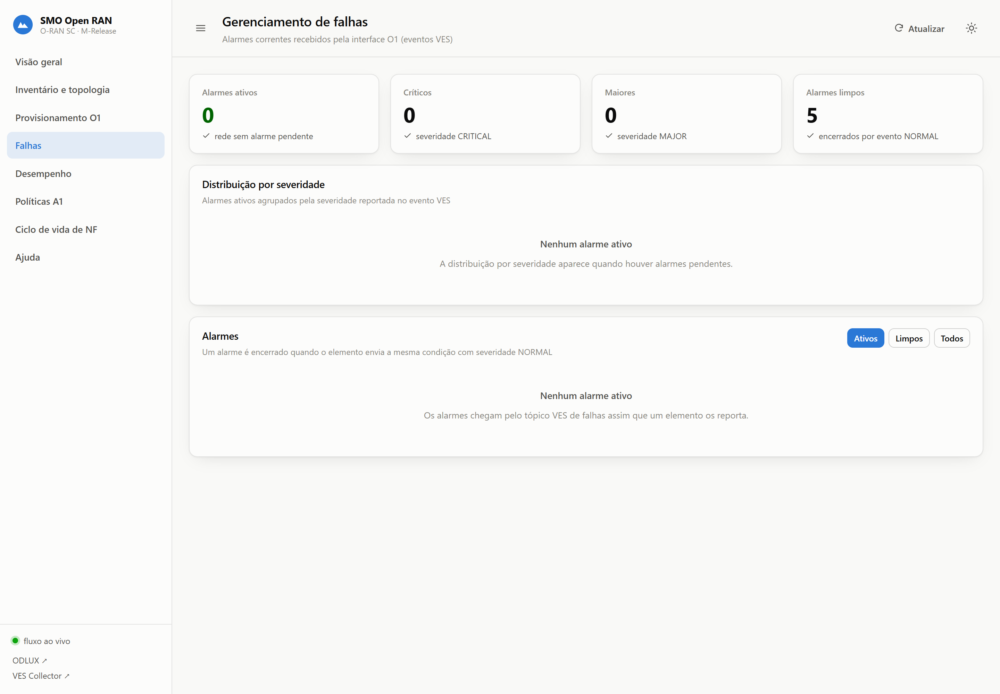 SMO Open RAN
O-RAN SC · M-Release
Visão geral
Inventário e topologia
Provisionamento O1
Falhas
Desempenho
Políticas A1
Ciclo de vida de NF
Ajuda
fluxo ao vivo
ODLUX ↗
VES Collector ↗
Gerenciamento de falhas
Alarmes correntes recebidos pela interface O1 (eventos VES)
Atualizar
Alarmes ativos
0
rede sem alarme pendente
Críticos
0
severidade CRITICAL
Maiores
0
severidade MAJOR
Alarmes limpos
5
encerrados por evento NORMAL
Distribuição por severidade
Alarmes ativos agrupados pela severidade reportada no evento VES
Nenhum alarme ativo
A distribuição por severidade aparece quando houver alarmes pendentes.
Alarmes
Um alarme é encerrado quando o elemento envia a mesma condição com severidade NORMAL
Ativos
Limpos
Todos
Nenhum alarme ativo
Os alarmes chegam pelo tópico VES de falhas assim que um elemento os reporta.